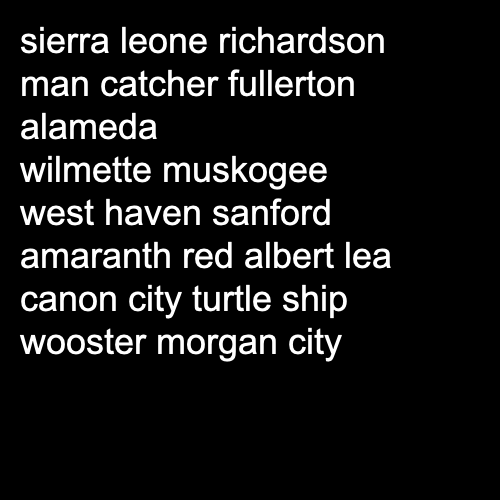 sierra leone richardson
man catcher fullerton
alameda
wilmette muskogee
west haven sanford
amaranth red albert lea
canon city turtle ship
wooster morgan city